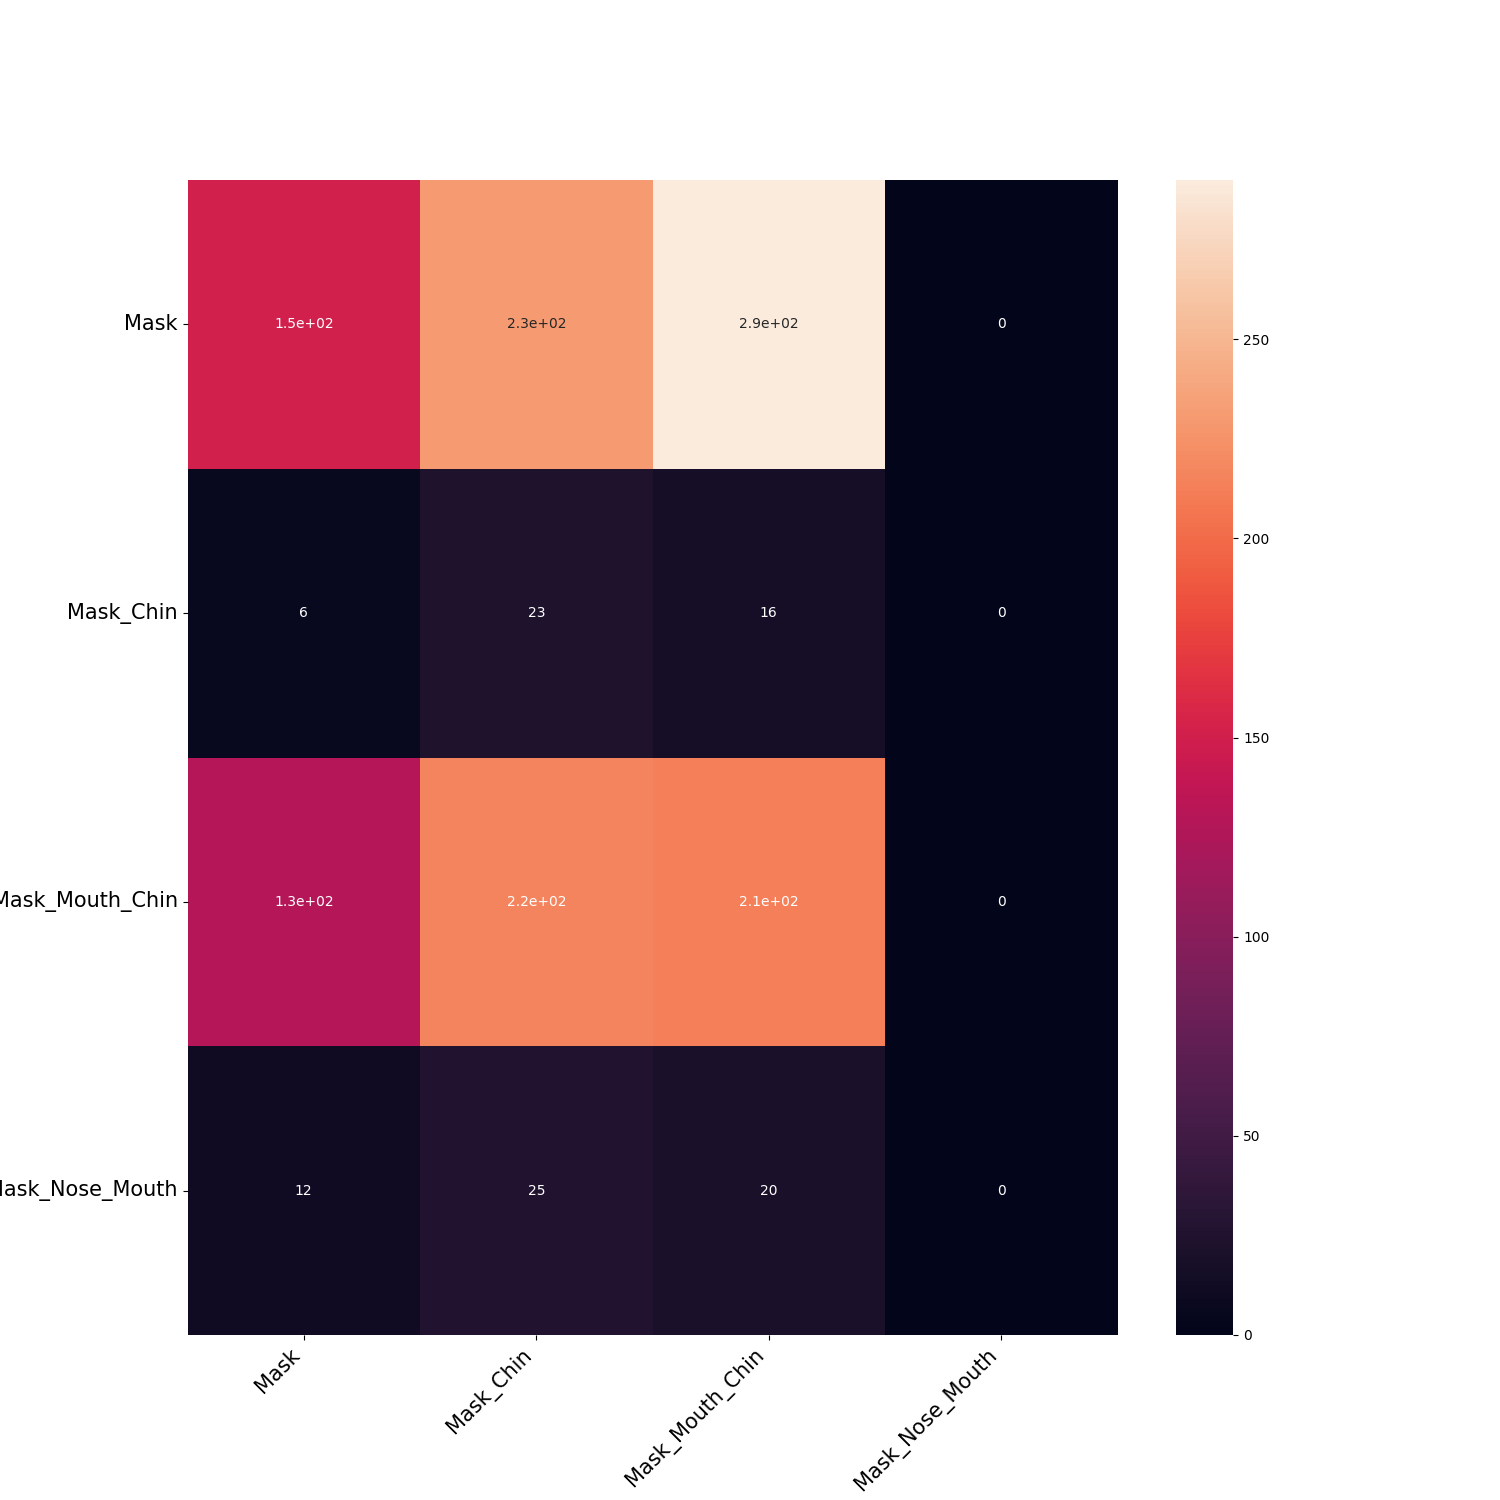 Mask 1.5e+02 2.3e+02 2.9e+02 0
Mask_Chin 6 23 16 0
Mask_Mouth_Chin 1.3e+02 2.2e+02 2.1e+02 0
Mask_Nose_Mouth 12 25 20 0
Mask Mask_Chin Mask_Mouth_Chin Mask_Nose_Mouth
250
200
150
100
50
0